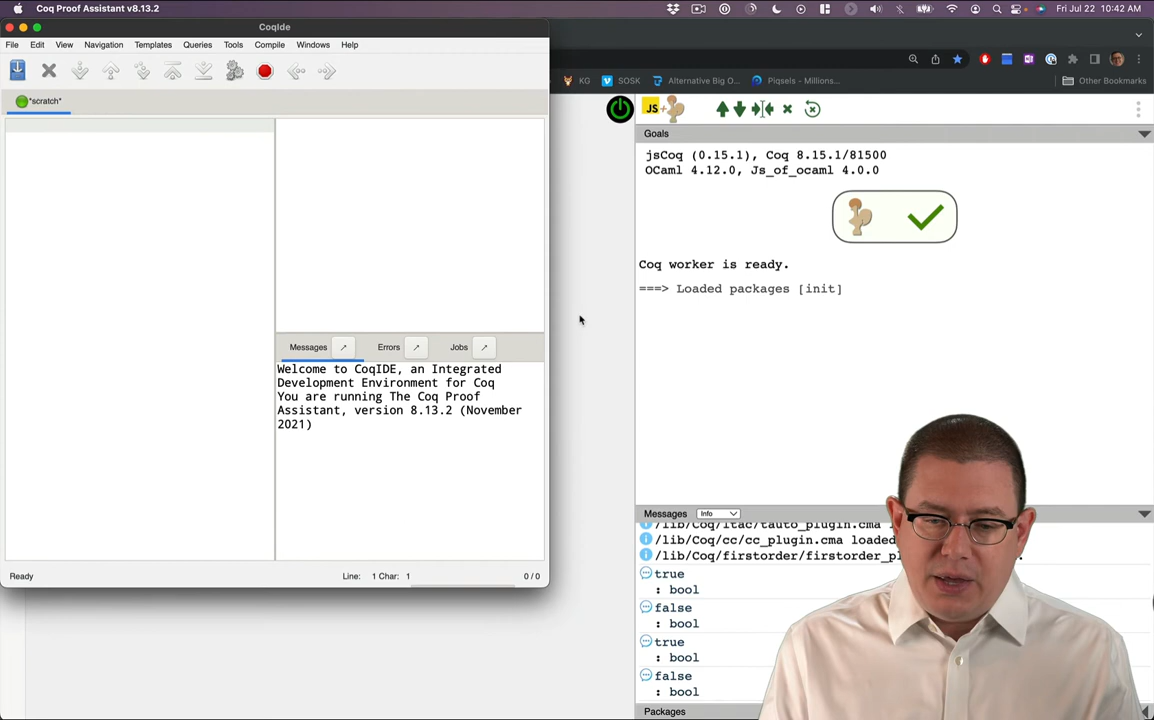 Coq Proof Assistant v8.13.2
Fri Jul 22 10:42 AM
CoqIde
File Edit View Navigation Templates Queries Tools Compile Windows Help
*scratch*
Messages Errors Jobs
Welcome to CoqIDE, an Integrated
Development Environment for Coq
You are running The Coq Proof
Assistant, version 8.13.2 (November
2021)
Ready Line: 1 Char: 1 0 / 0
KG SOSK Alternative Big O... Piqsels - Millions... Other Bookmarks
JS+
Goals
jsCoq (0.15.1), Coq 8.15.1/81500
OCaml 4.12.0, Js_of_ocaml 4.0.0
Coq worker is ready.
===> Loaded packages [init]
Messages Info
/lib/Coq/ltac/tauto_plugin.cma
/lib/Coq/cc/cc_plugin.cma loaded
/lib/Coq/firstorder/firstorder_p
true
: bool
false
: bool
true
: bool
false
: bool
Packages